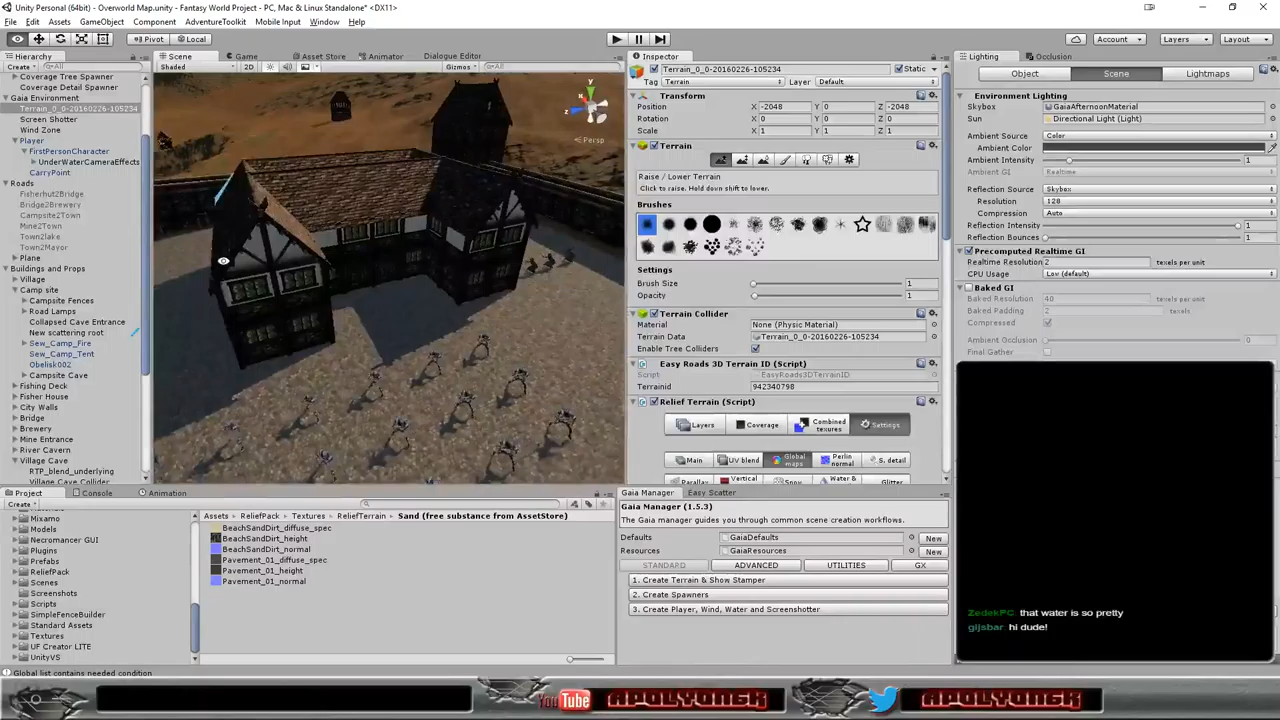 Unity Personal (64bit) - Overworld Map.unity - Fantasy World Project - PC, Mac & Linux Standalone* <DX11>
File Edit Assets GameObject Component AdventureToolkit Mobile Input Window Help
Pivot Local Account Layers Layout
Hierarchy
Create All
Coverage Tree Spawner
Coverage Detail Spawner
Gaia Environment
Terrain_0_0-20160226-105234
Screen Shotter
Wind Zone
Player
FirstPersonCharacter
UnderWaterCameraEffects
CarryPoint
Roads
Fisherhut2Bridge
Bridge2Brewery
Campsite2Town
Mine2Town
Town2lake
Town2Mayor
Plane
Buildings and Props
Village
Camp site
Campsite Fences
Road Lamps
Collapsed Cave Entrance
New scattering root
Sew_Camp_Fire
Sew_Camp_Tent
Obelisk002
Campsite Cave
Fishing Deck
Fisher House
City Walls
Bridge
Brewery
Mine Entrance
River Cavern
Village Cave
RTP_blend_underlying
Village Cave Collider
Scene Game Asset Store Animator Dialogue Editor
Shaded 2D Gizmos All
y
z
Persp
Inspector
Terrain_0_0-20160226-105234 Static
Tag Terrain Layer Default
Transform
Position X -2048 Y 0 Z -2048
Rotation X 0 Y 0 Z 0
Scale X 1 Y 1 Z 1
Terrain
Raise / Lower Terrain
Click to raise. Hold down shift to lower.
Brushes
Settings
Brush Size 1
Opacity 1
Terrain Collider
Material None (Physic Material)
Terrain Data Terrain_0_0-20160226-105234
Enable Tree Colliders
Easy Roads 3D Terrain ID (Script)
Script EasyRoads3DTerrainID
Terrainid 942340798
Relief Terrain (Script)
Layers Coverage Combined texures Settings
Main UV blend Global maps Perlin normal S. detail
Parallax Vertical Snow Water & Glitter
Lighting Occlusion
Object Scene Lightmaps
Environment Lighting
Skybox GaiaAfternoonMaterial
Sun Directional Light (Light)
Ambient Source Color
Ambient Color
Ambient Intensity 1
Ambient GI Realtime
Reflection Source Skybox
Resolution 128
Compression Auto
Reflection Intensity 1
Reflection Bounces 1
Precomputed Realtime GI
Realtime Resolution 2 texels per unit
CPU Usage Low (default)
Baked GI
Baked Resolution 40 texels per unit
Baked Padding 2 texels
Compressed
Ambient Occlusion 0
Final Gather
ZedekPC that water is so pretty
gijsbar: hi dude!
Project Console Animation
Create
Mixamo
Models
Necromancer GUI
Plugins
Prefabs
ReliefPack
Scenes
Screenshots
Scripts
SimpleFenceBuilder
Standard Assets
Textures
UF Creator LITE
UnityVS
Assets ReliefPack Textures ReliefTerrain Sand (free substance from AssetStore)
BeachSandDirt_diffuse_spec
BeachSandDirt_height
BeachSandDirt_normal
Pavement_01_diffuse_spec
Pavement_01_height
Pavement_01_normal
Gaia Manager Easy Scatter
Gaia Manager (1.5.3)
The Gaia manager guides you through common scene creation workflows.
Defaults GaiaDefaults New
Resources GaiaResources New
STANDARD ADVANCED UTILITIES GX
1. Create Terrain & Show Stamper
2. Create Spawners
3. Create Player, Wind, Water and Screenshotter
Global list contains needed condition
YouTube APOLYONGK APOLYONGK